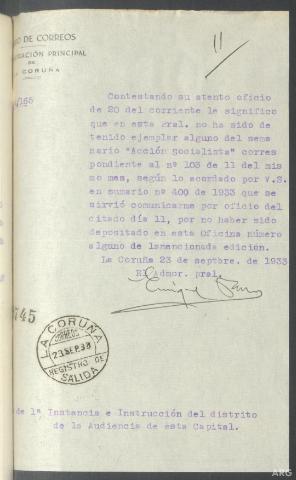 O DE CORREOS
RACIÓN PRINCIPAL
DE
A CORUÑA
11
Contestando su atento oficio
de 20 del corriente le significo
que en esta Pral. no ha sido de
tenido ejemplar alguno del sema
nario "Acción Socialista" corres
pondiente al nº 103 de 11 del mis
mo mes, según lo acordado por V.S.
en sumario nº 400 de 1933 que se
sirvió comunicarme por oficio del
citado día 11, por no haber sido
depositado en esta Oficina número
alguno de lamencionada edición.
La Coruña 23 de septbre. de 1933
El Admor. pral.
Enrique
745
LA CORUÑA
CORREOS
23 SEP. 33
REGISTRO DE
SALIDA
de 1ª Instancia e Instrucción del distrito
de la Audiencia de esta Capital.
ARG